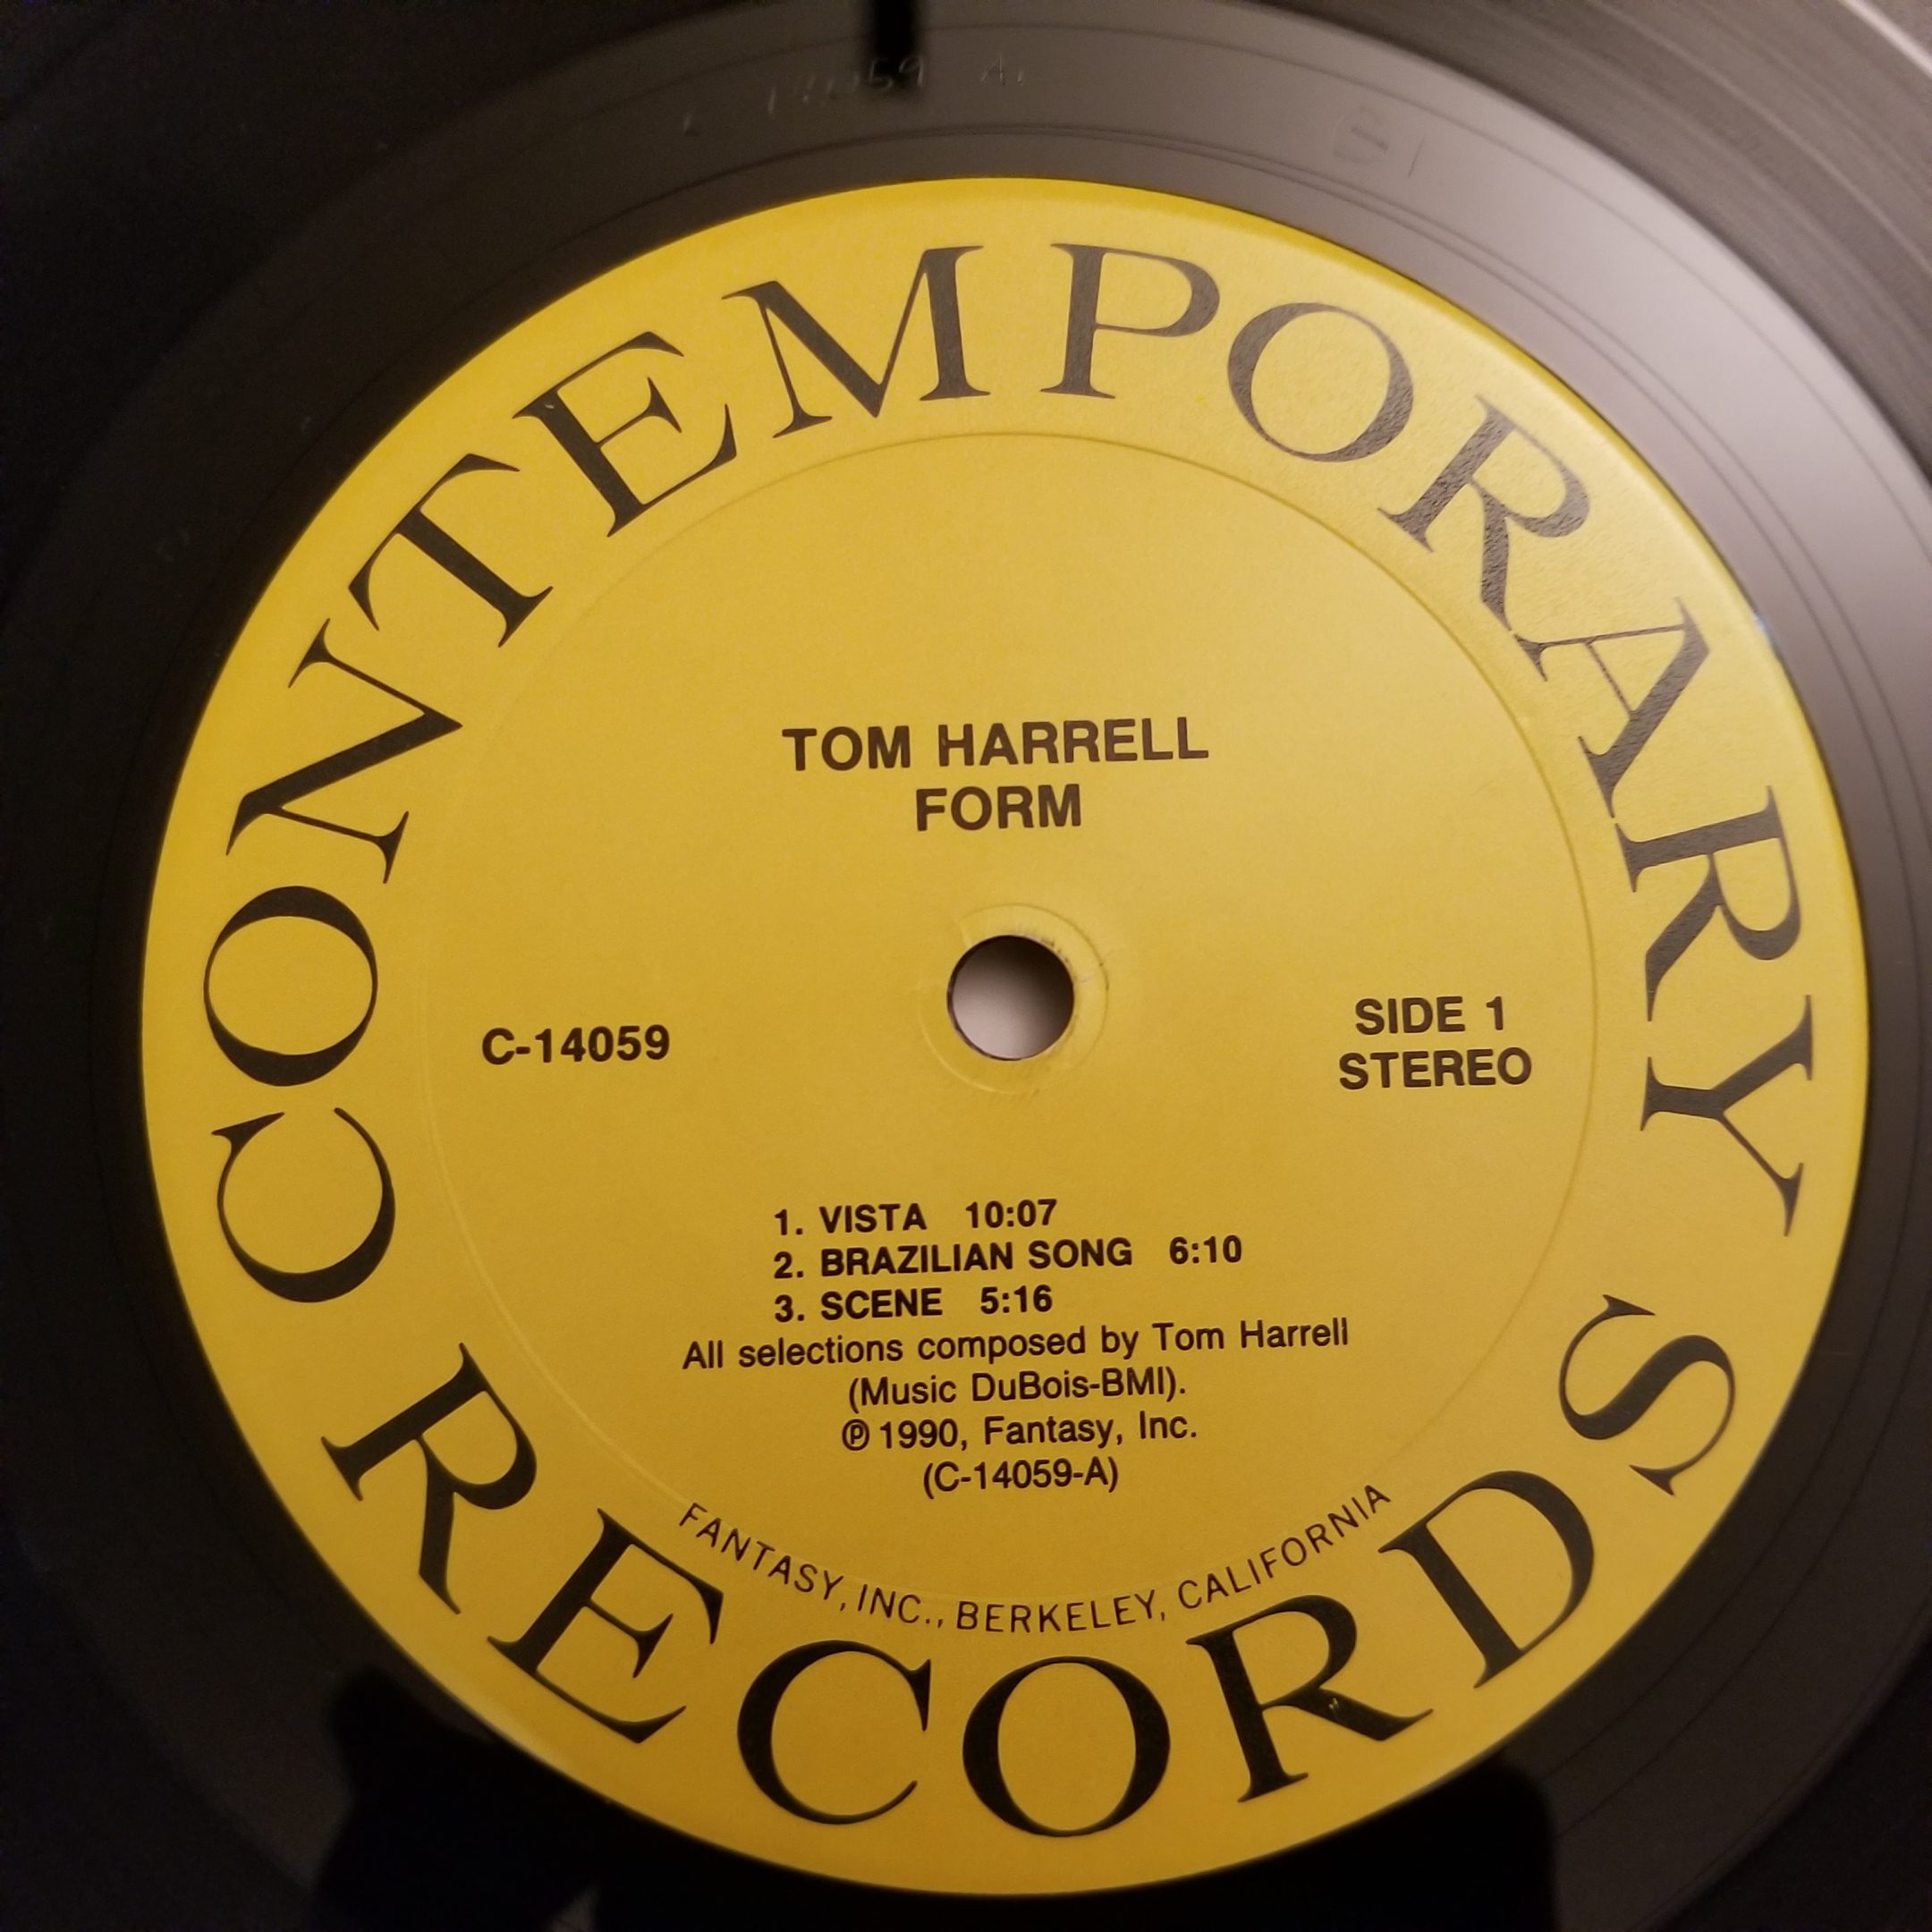 CONTEMPORARY RECORDS
TOM HARRELL
FORM
C-14059
SIDE 1
STEREO
1. VISTA 10:07
2. BRAZILIAN SONG 6:10
3. SCENE 5:16
All selections composed by Tom Harrell
(Music DuBois-BMI).
℗ 1990, Fantasy, Inc.
(C-14059-A)
FANTASY, INC., BERKELEY, CALIFORNIA